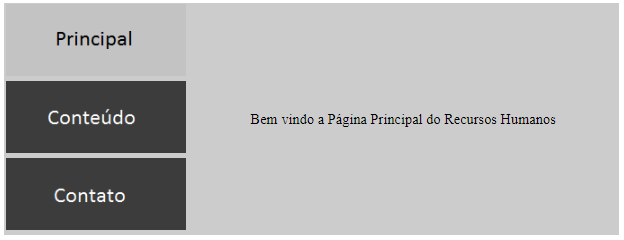 Principal
Conteúdo
Bem vindo a Página Principal do Recursos Humanos
Contato